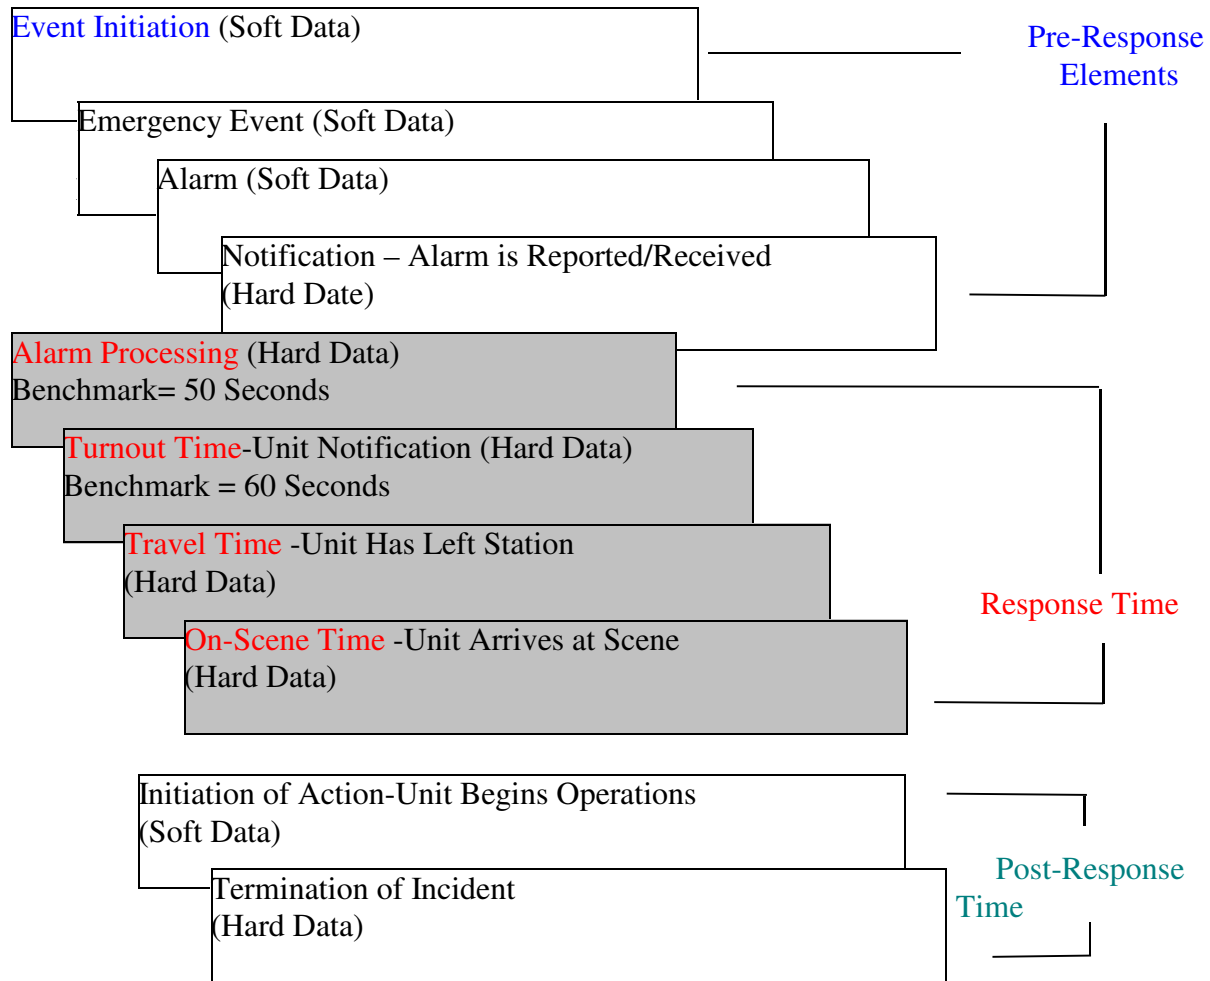 Event Initiation (Soft Data)
Pre-Response
Elements
Emergency Event (Soft Data)
Alarm (Soft Data)
Notification – Alarm is Reported/Received
(Hard Date)
Alarm Processing (Hard Data)
Benchmark= 50 Seconds
Turnout Time-Unit Notification (Hard Data)
Benchmark = 60 Seconds
Travel Time -Unit Has Left Station
(Hard Data)
Response Time
On-Scene Time -Unit Arrives at Scene
(Hard Data)
Initiation of Action-Unit Begins Operations
(Soft Data)
Post-Response
Time
Termination of Incident
(Hard Data)